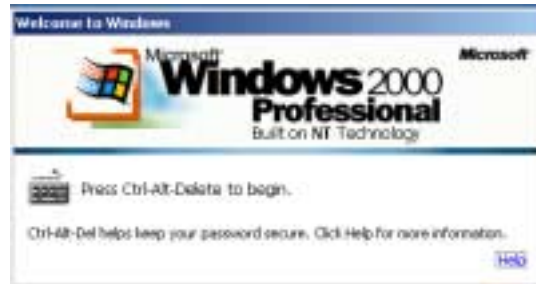 Welcome to Windows
Microsoft
Microsoft
Windows 2000
Professional
Built on NT Technology
Press Ctrl-Alt-Delete to begin.
Ctrl-Alt-Del helps keep your password secure. Click Help for more information.
Help